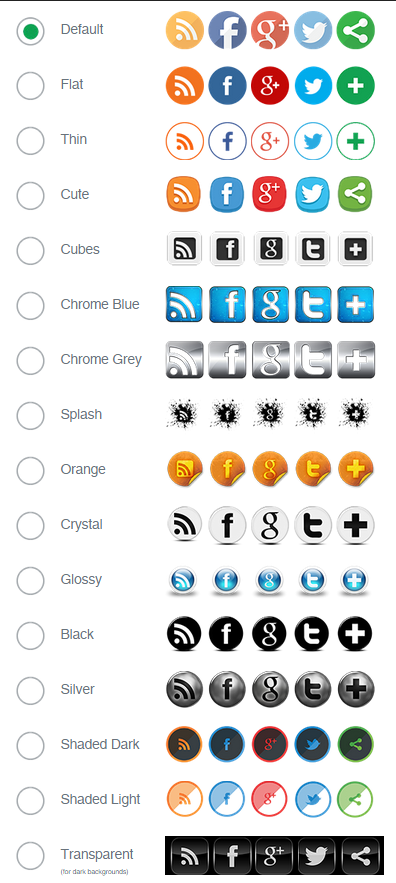 Default
Flat
Thin
Cute
Cubes
Chrome Blue
Chrome Grey
Splash
Orange
Crystal
Glossy
Black
Silver
Shaded Dark
Shaded Light
Transparent
(for dark backgrounds)